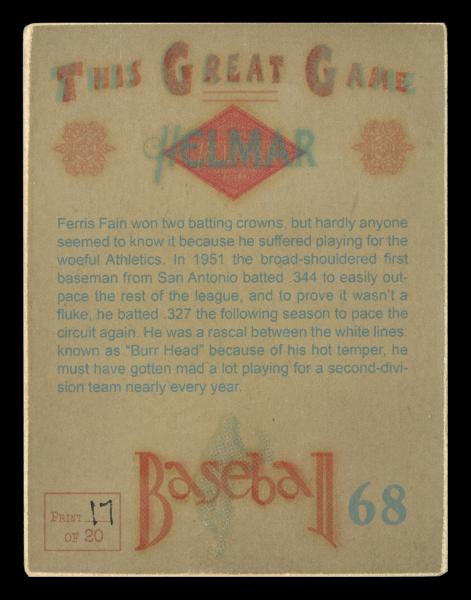 THIS GREAT GAME
HELMAR
Ferris Fain won two batting crowns, but hardly anyone
seemed to know it because he suffered playing for the
woeful Athletics. In 1951 the broad-shouldered first
baseman from San Antonio batted .344 to easily out-
pace the rest of the league, and to prove it wasn't a
fluke, he batted .327 the following season to pace the
circuit again. He was a rascal between the white lines:
known as "Burr Head" because of his hot temper, he
must have gotten mad a lot playing for a second-divi-
sion team nearly every year.
Baseball 68
PRINT 17
OF 20